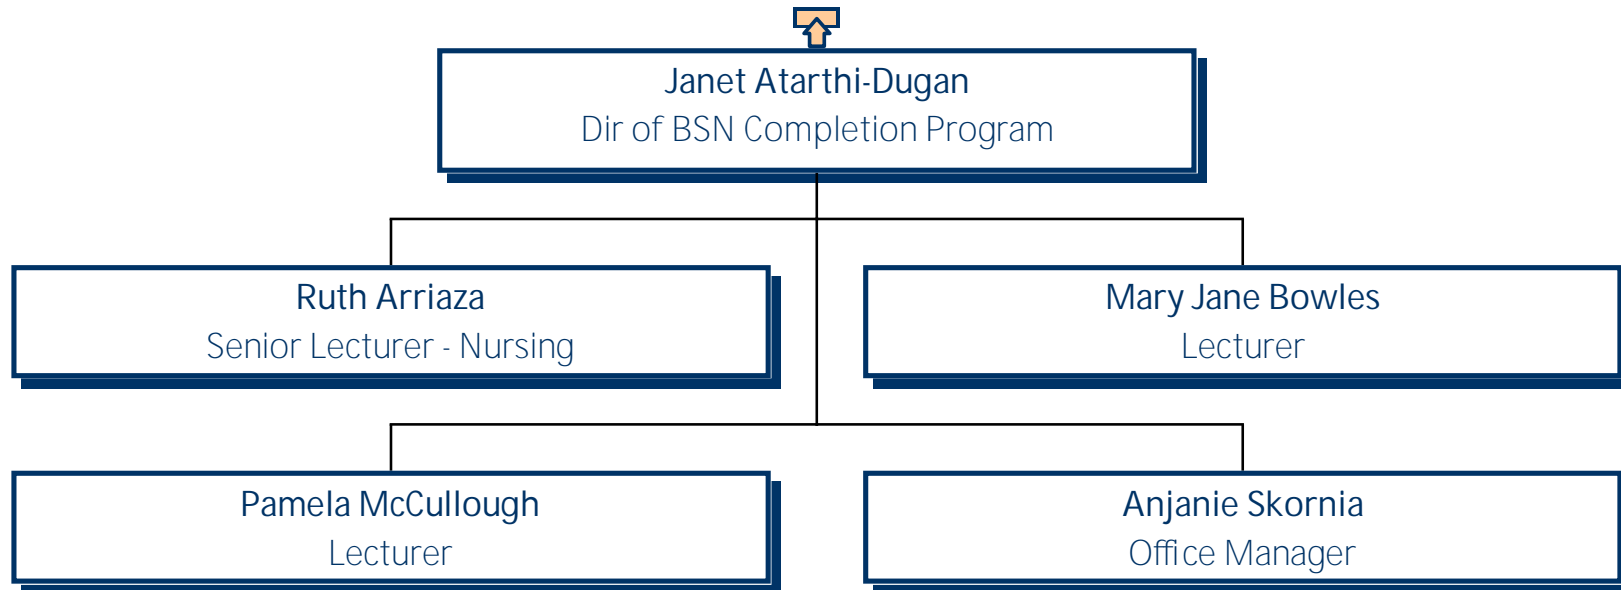 Janet Atarthi-Dugan
Dir of BSN Completion Program
Ruth Arriaza
Senior Lecturer - Nursing
Mary Jane Bowles
Lecturer
Pamela McCullough
Lecturer
Anjanie Skornia
Office Manager